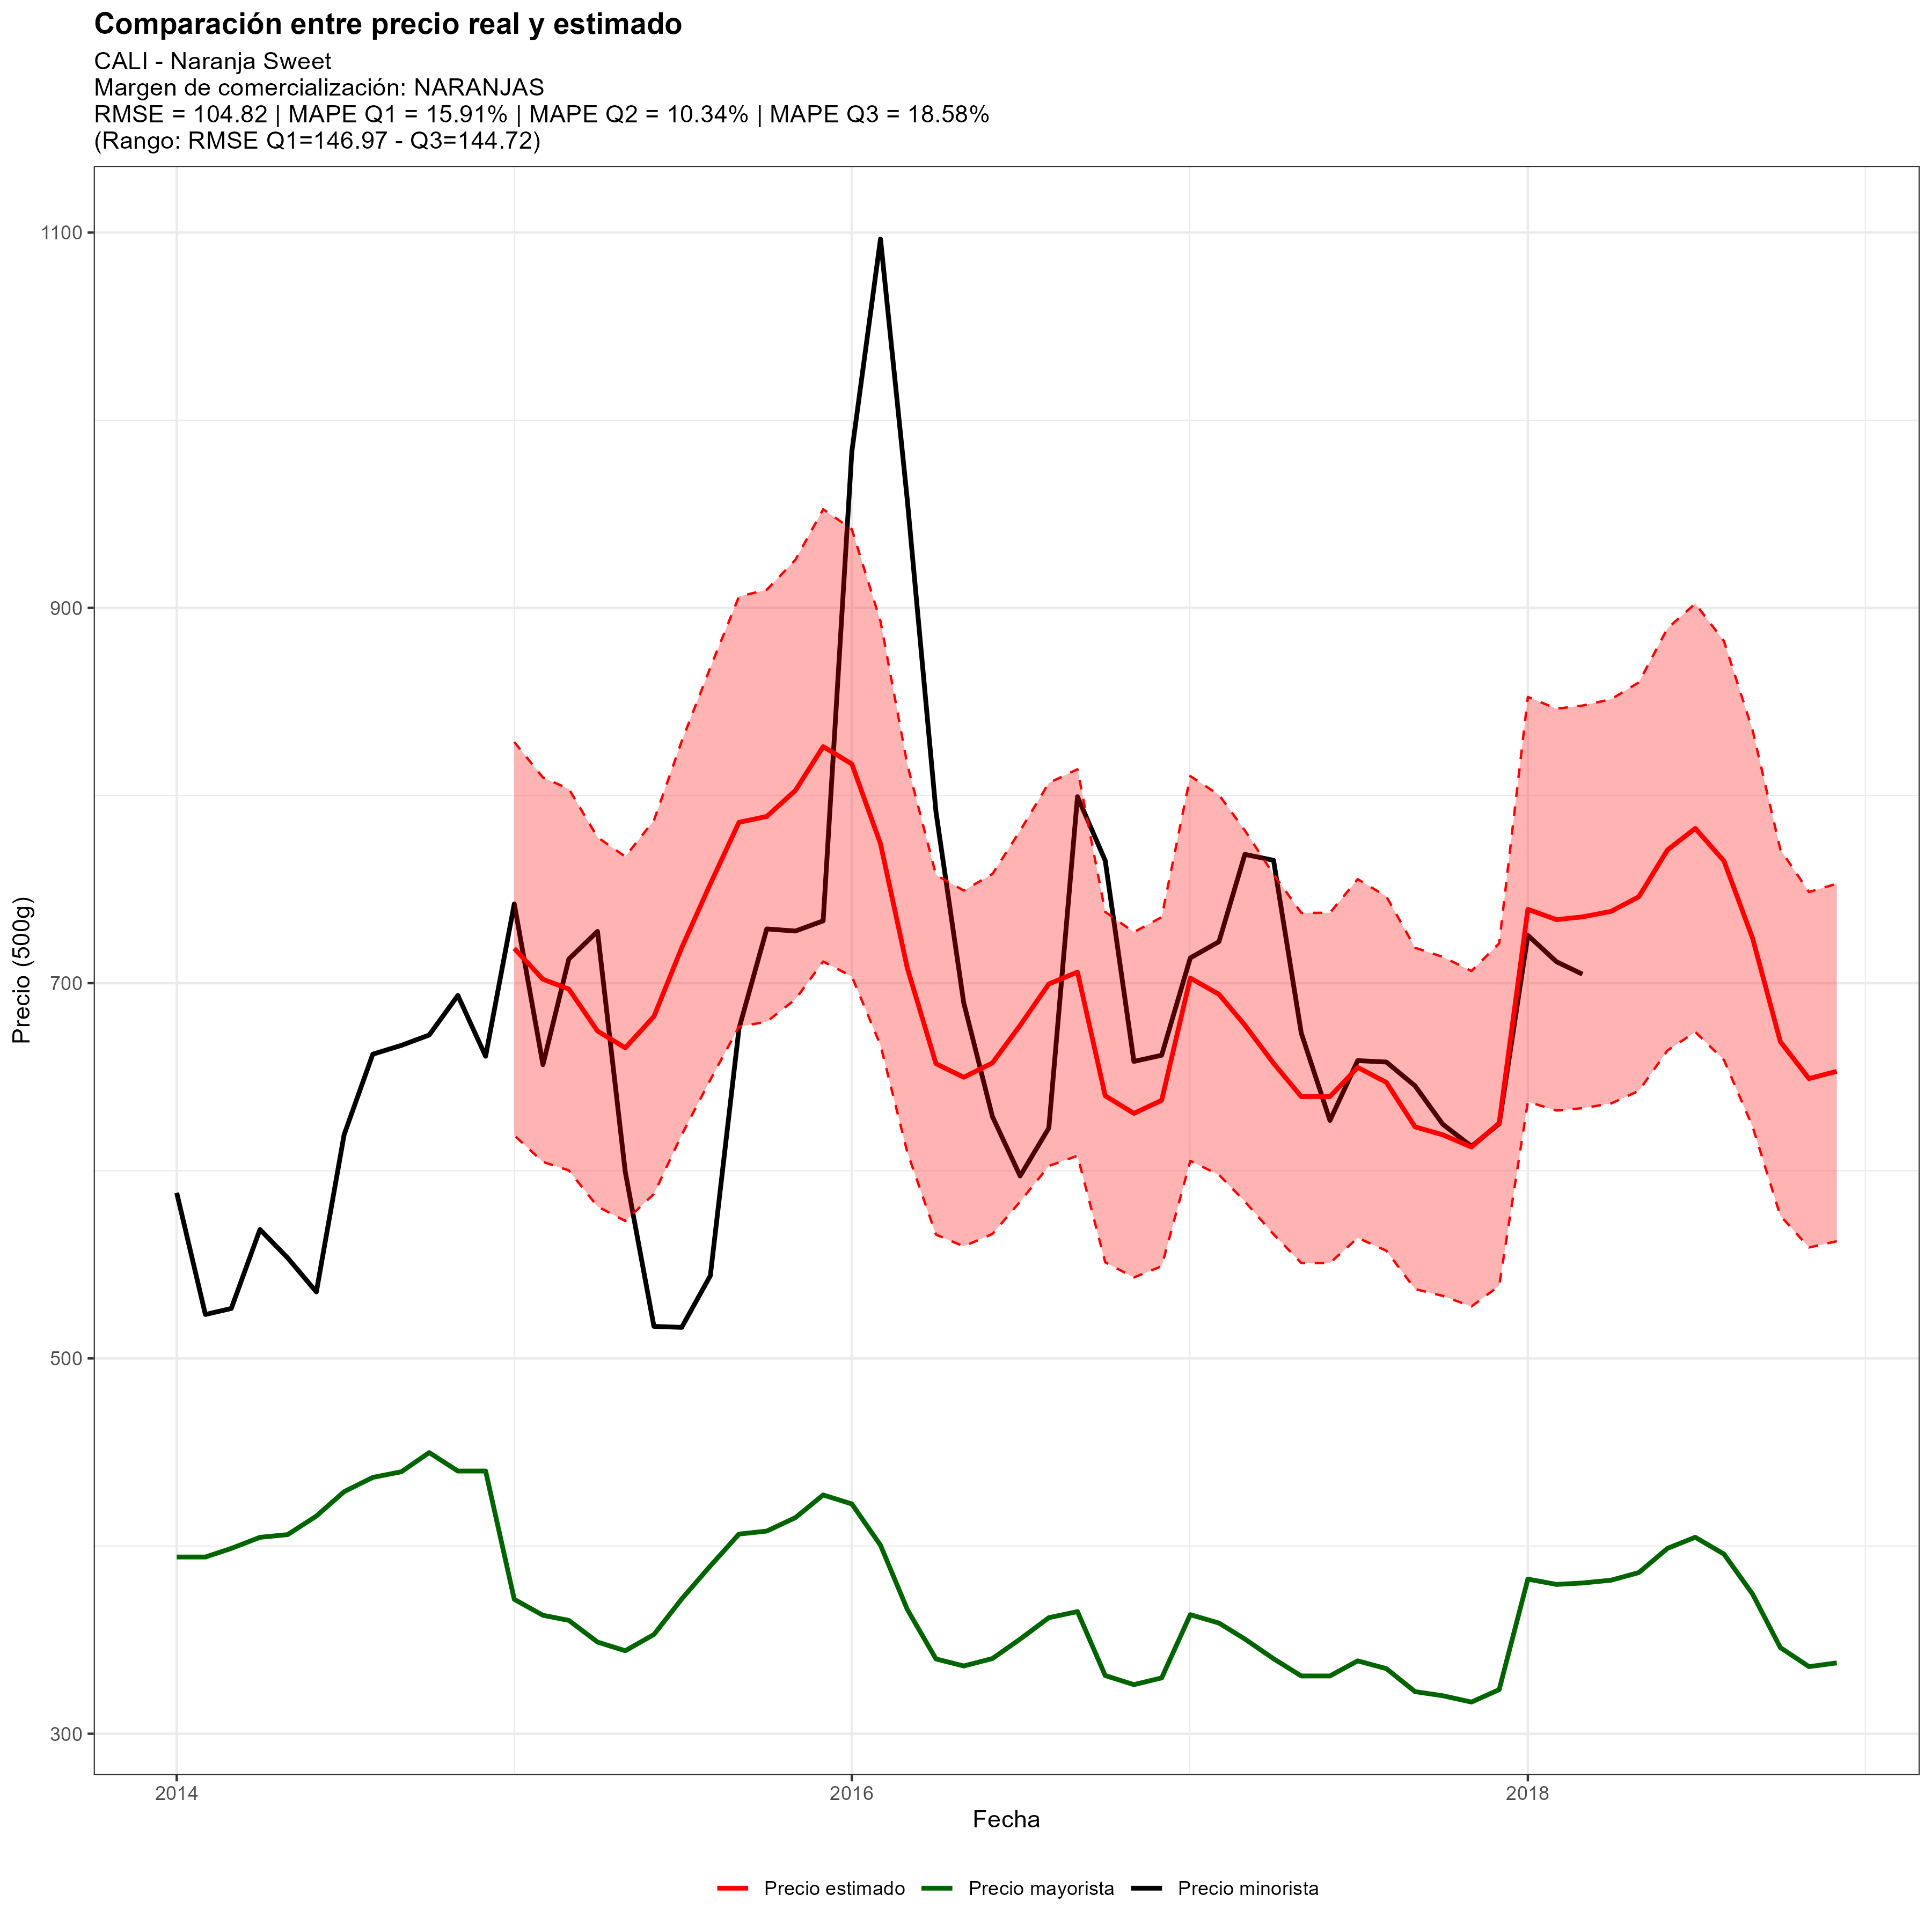 Comparación entre precio real y estimado
CALI - Naranja Sweet
Margen de comercialización: NARANJAS
RMSE = 104.82 | MAPE Q1 = 15.91% | MAPE Q2 = 10.34% | MAPE Q3 = 18.58%
(Rango: RMSE Q1=146.97 - Q3=144.72)
Precio (500g)
1100
900
700
500
300
2014
2016
2018
Fecha
Precio estimado
Precio mayorista
Precio minorista